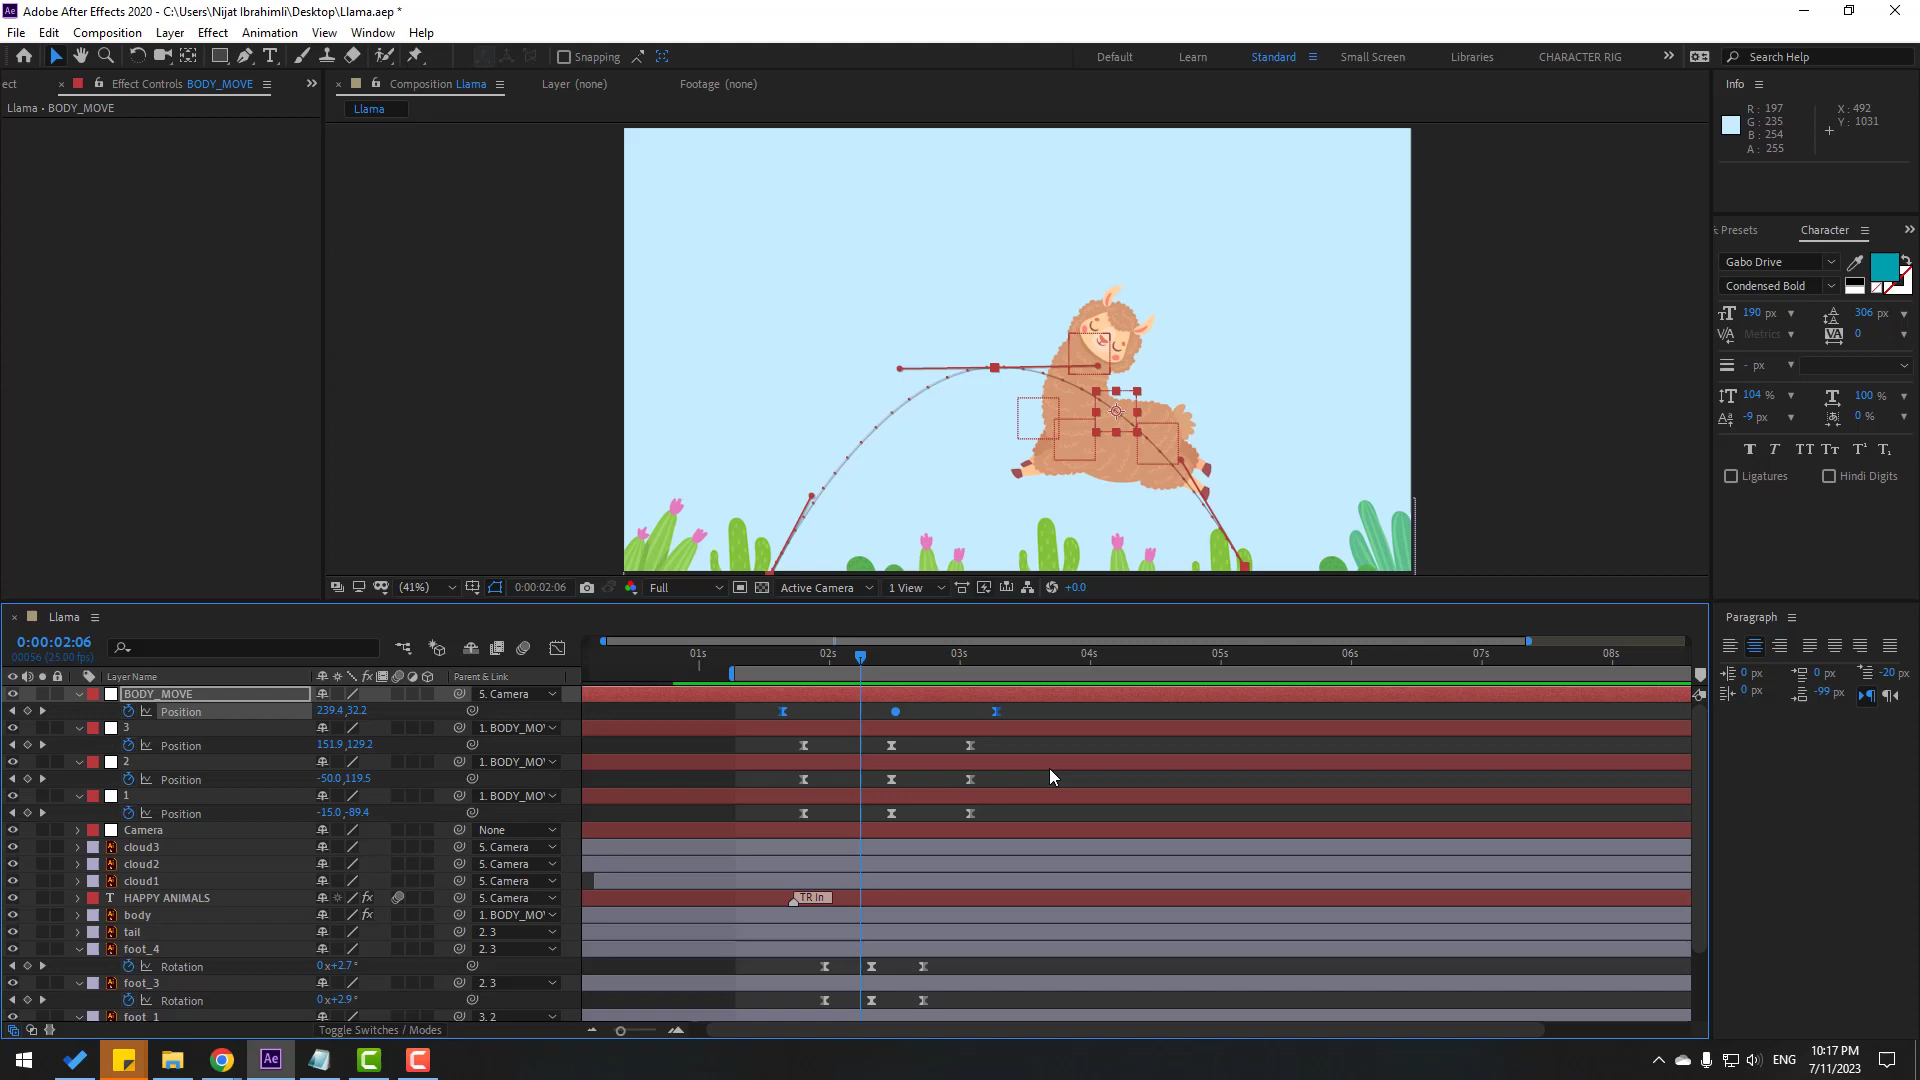 Adobe After Effects 2020 - C:\Users\Nijat Ibrahimli\Desktop\Llama.aep *
File Edit Composition Layer Effect Animation View Window Help
Snapping
Default Learn Standard Small Screen Libraries CHARACTER RIG
Search Help
ect Effect Controls BODY_MOVE
Composition Llama Layer (none) Footage (none)
Llama • BODY_MOVE
Llama
Info
R : 197
G : 235
B : 254
A : 255
X : 492
Y : 1031
Presets Character
Gabo Drive
Condensed Bold
190 px 306 px
Metrics 0
- px
104 % 100 %
-9 px 0 %
Ligatures Hindi Digits
(41%) 0:00:02:06 Full Active Camera 1 View +0.0
Llama
0:00:02:06
00056 (25.00 fps)
01s 02s 03s 04s 05s 06s 07s 08s
Layer Name Parent & Link
BODY_MOVE 5. Camera
Position 239.4,32.2
3 1. BODY_MO
Position 151.9,129.2
2 1. BODY_MO
Position -50.0,119.5
1 1. BODY_MO
Position -15.0,-89.4
Camera None
cloud3 5. Camera
cloud2 5. Camera
cloud1 5. Camera
HAPPY ANIMALS 5. Camera TR In
body 1. BODY_MO
tail 2. 3
foot_4 2. 3
Rotation 0x+2.7°
foot_3 2. 3
Rotation 0x+2.9°
foot_1 3. 2
Toggle Switches / Modes
Paragraph
0 px 0 px -20 px
0 px -99 px
ENG
10:17 PM
7/11/2023